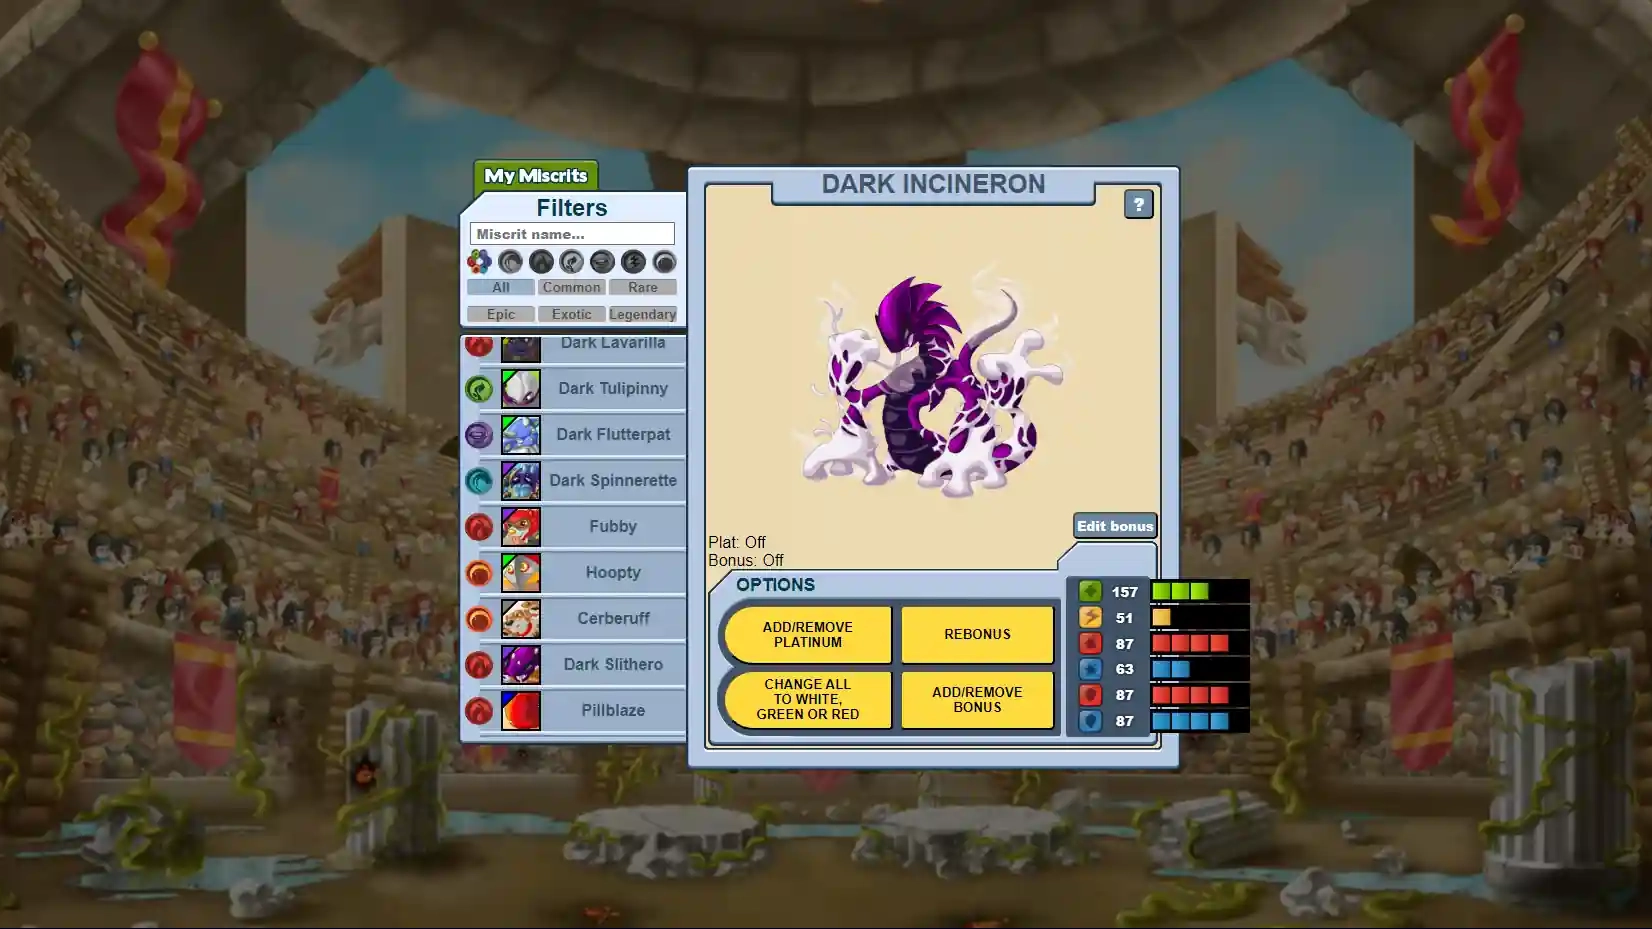 My Miscrits
Filters
Miscrit name...
All
Common
Rare
Epic
Exotic
Legendary
Dark Lavarilla
Dark Tulipinny
Dark Flutterpat
Dark Spinnerette
Fubby
Hoopty
Cerberuff
Dark Slithero
Pillblaze
DARK INCINERON
?
Edit bonus
Plat: Off
Bonus: Off
OPTIONS
ADD/REMOVE
PLATINUM
REBONUS
CHANGE ALL
TO WHITE,
GREEN OR RED
ADD/REMOVE
BONUS
157
51
87
63
87
87